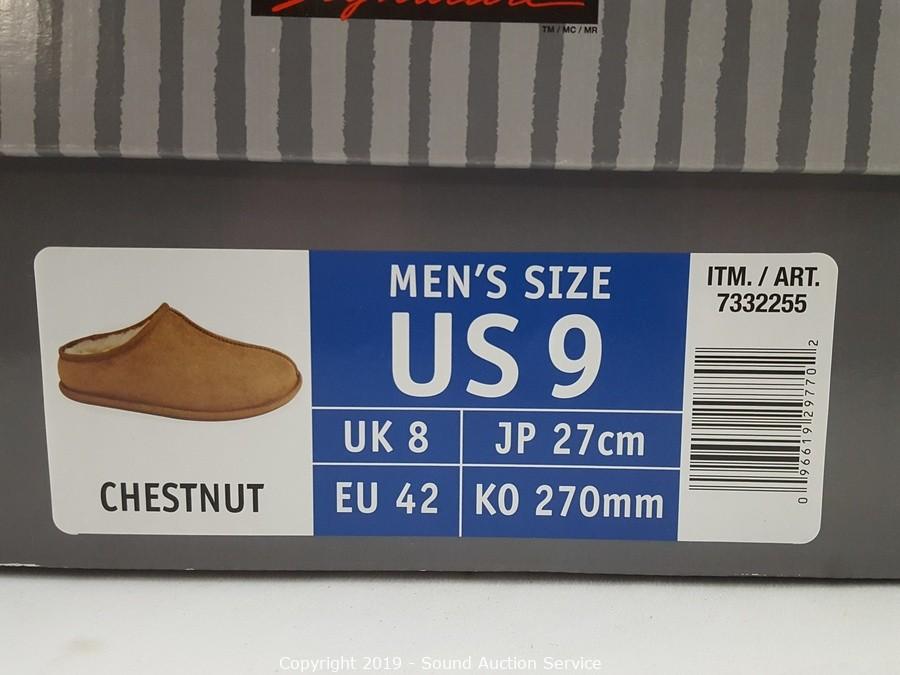 Signature
TM / MC / MR
MEN'S SIZE
US 9
UK 8
JP 27cm
EU 42
KO 270mm
CHESTNUT
ITM. / ART.
7332255
0 96619 29770 2
Copyright 2019 - Sound Auction Service